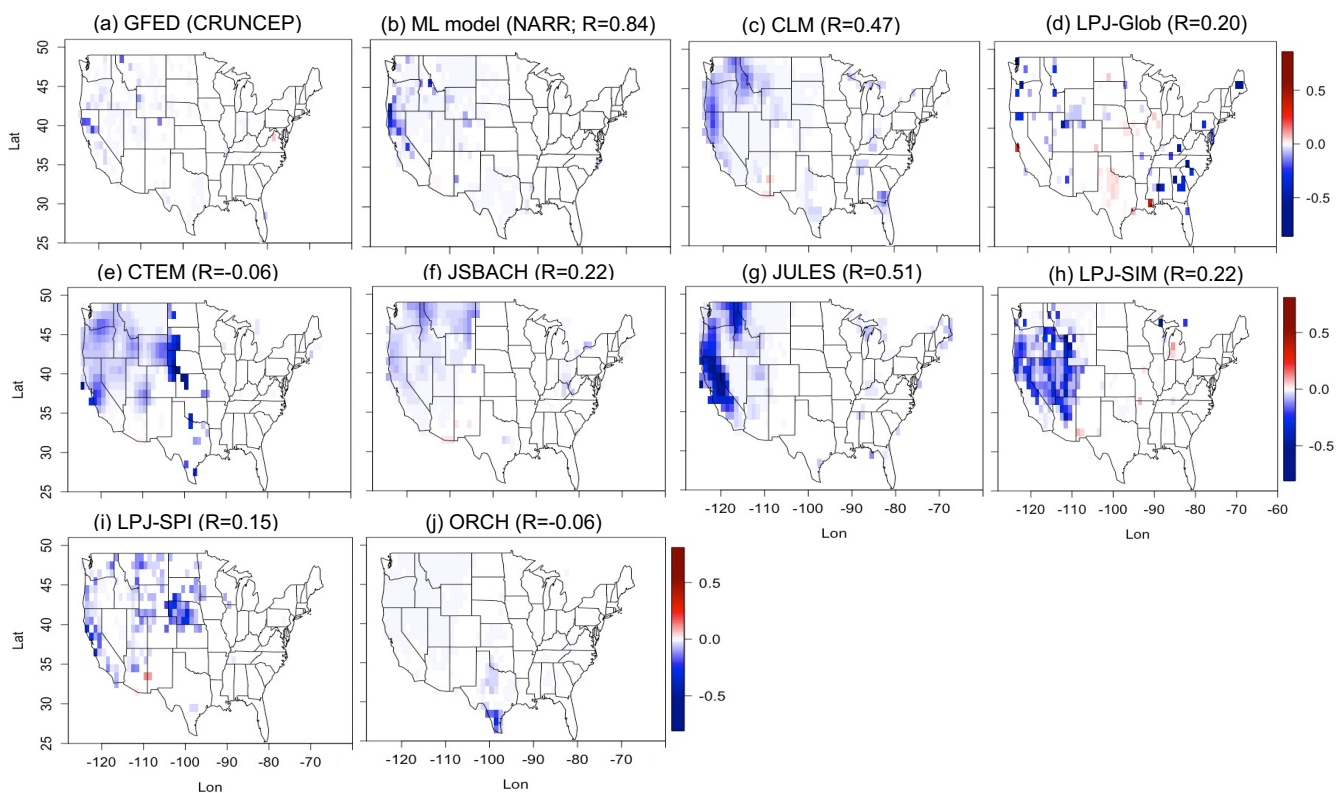 (a) GFED (CRUNCEP)
(b) ML model (NARR; R=0.84)
(c) CLM (R=0.47)
(d) LPJ-Glob (R=0.20)
Lat
50
45
40
35
30
25
0.5
0.0
-0.5
(e) CTEM (R=-0.06)
(f) JSBACH (R=0.22)
(g) JULES (R=0.51)
(h) LPJ-SIM (R=0.22)
Lat
50
45
40
35
30
25
0.5
0.0
-0.5
-120 -110 -100 -90 -80 -70
-120 -110 -100 -90 -80 -70 -60
Lon
Lon
(i) LPJ-SPI (R=0.15)
(j) ORCH (R=-0.06)
Lat
50
45
40
35
30
25
0.5
0.0
-0.5
-120 -110 -100 -90 -80 -70
-120 -110 -100 -90 -80 -70
Lon
Lon